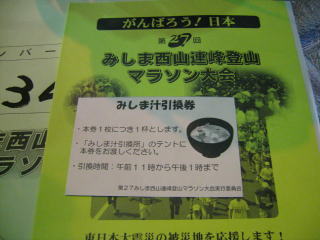 がんばろう！日本
第27回
みしま西山連峰登山
マラソン大会
みしま汁引換券
・本券１枚につき１杯とします。
・「みしま汁引換所」のテントに
本券をお渡しください。
・引換時間：午前１１時から午後１時まで
第２７みしま西山連峰登山マラソン大会実行委員会
東日本大震災の被災地を応援します！
ンバー
34